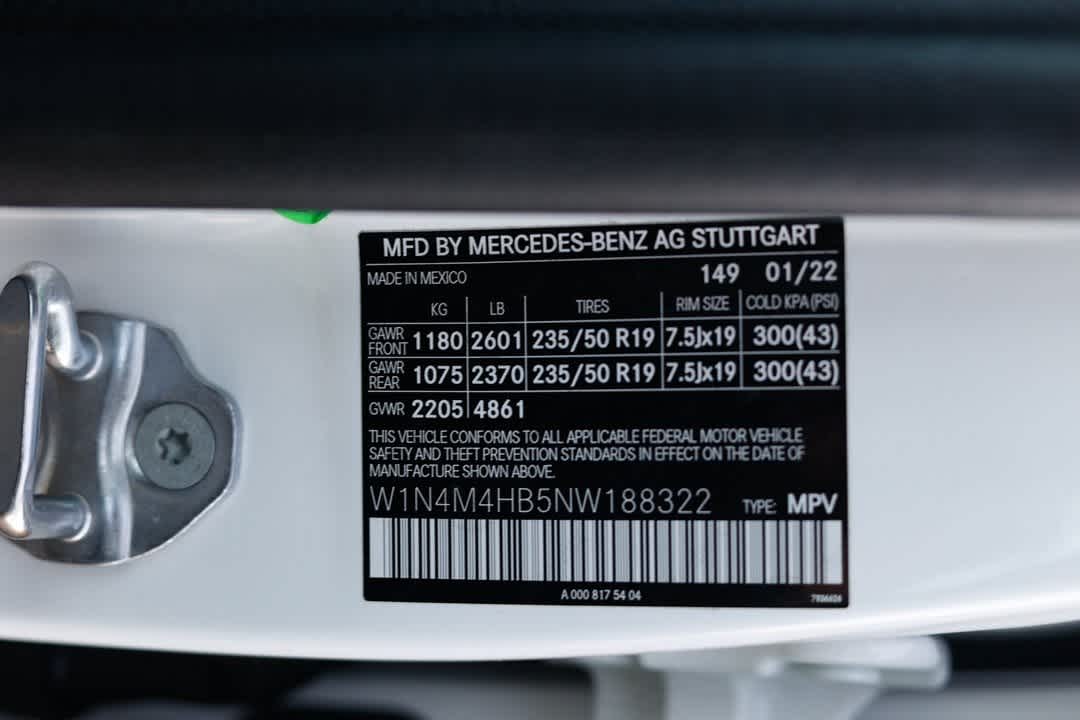 MFD BY MERCEDES-BENZ AG STUTTGART
MADE IN MEXICO 149 01/22
KG LB TIRES RIM SIZE COLD KPA(PSI)
GAWR FRONT 1180 2601 235/50 R19 7.5Jx19 300(43)
GAWR REAR 1075 2370 235/50 R19 7.5Jx19 300(43)
GVWR 2205 4861
THIS VEHICLE CONFORMS TO ALL APPLICABLE FEDERAL MOTOR VEHICLE
SAFETY AND THEFT PREVENTION STANDARDS IN EFFECT ON THE DATE OF
MANUFACTURE SHOWN ABOVE.
W1N4M4HB5NW188322 TYPE: MPV
A 000 817 54 04